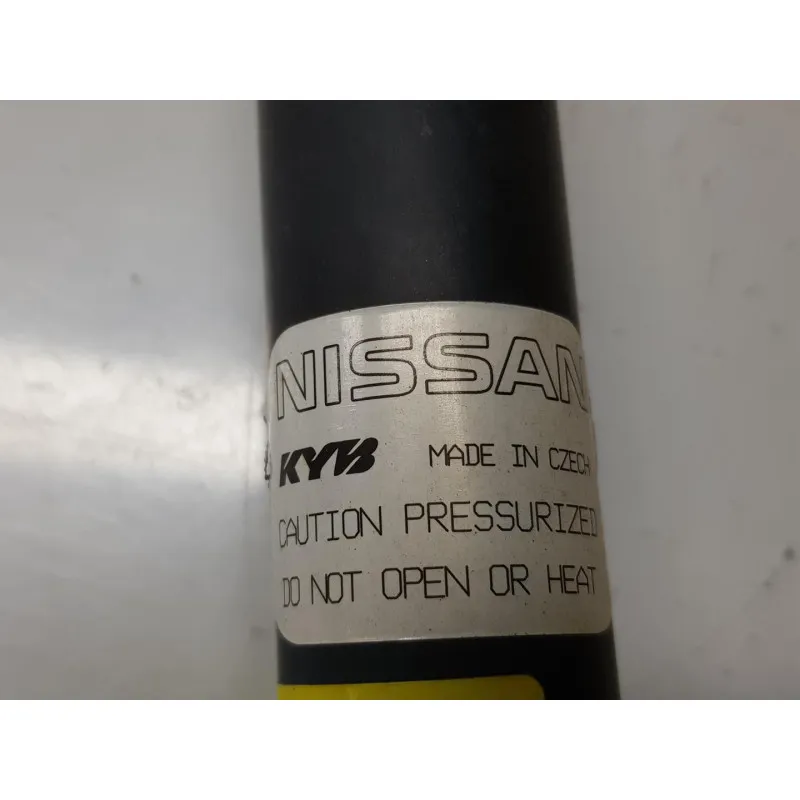 NISSAN
KYB MADE IN CZECH
CAUTION PRESSURIZED
DO NOT OPEN OR HEAT